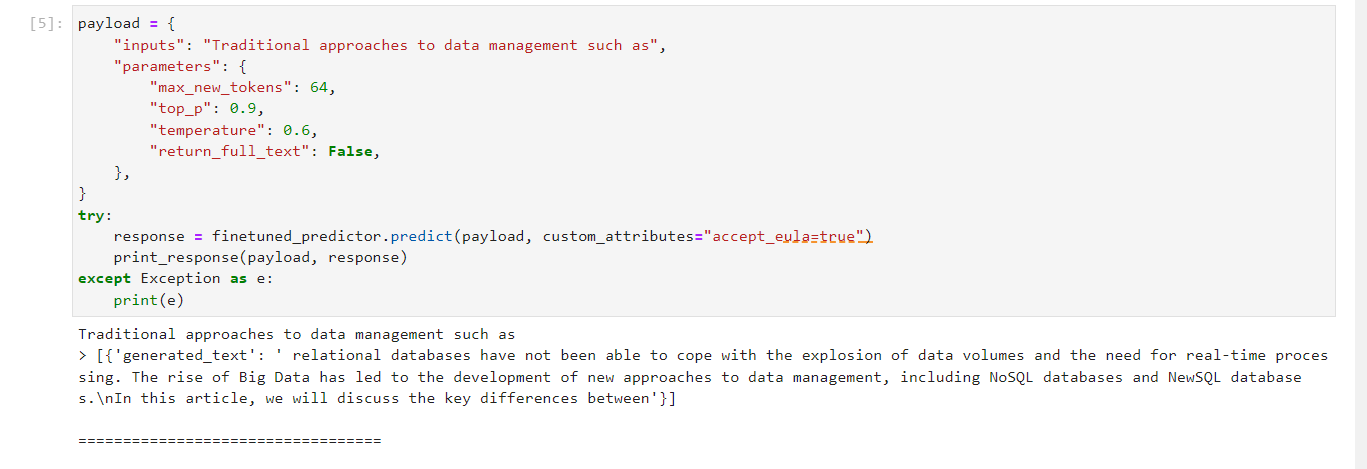 [5]: payload = {
    "inputs": "Traditional approaches to data management such as",
    "parameters": {
        "max_new_tokens": 64,
        "top_p": 0.9,
        "temperature": 0.6,
        "return_full_text": False,
    },
}
try:
    response = finetuned_predictor.predict(payload, custom_attributes="accept_eula=true")
    print_response(payload, response)
except Exception as e:
    print(e)
Traditional approaches to data management such as
> [{'generated_text': ' relational databases have not been able to cope with the explosion of data volumes and the need for real-time proces
sing. The rise of Big Data has led to the development of new approaches to data management, including NoSQL databases and NewSQL database
s.\nIn this article, we will discuss the key differences between'}]
==================================